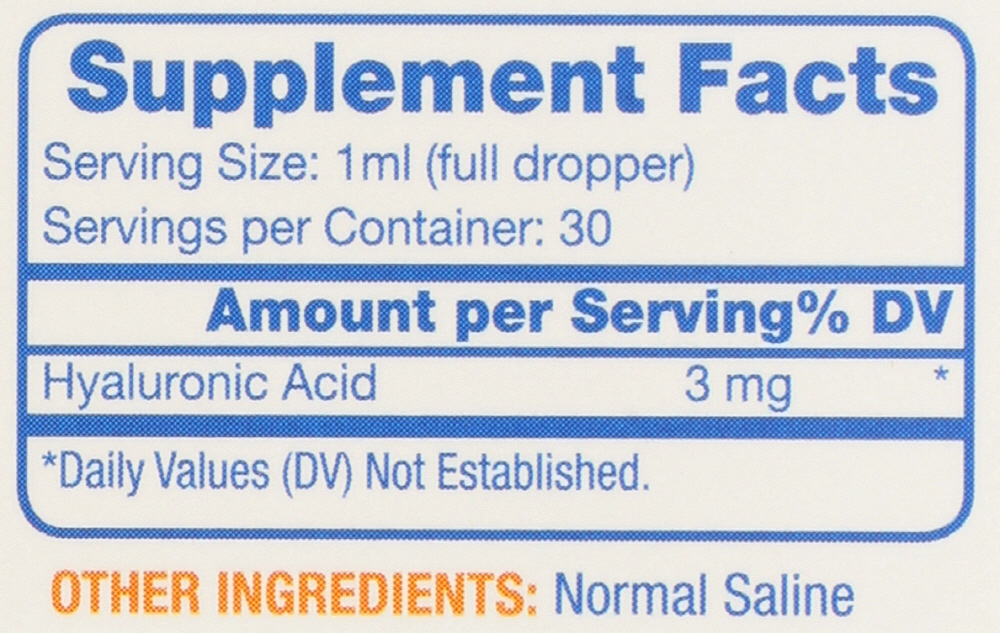 Supplement Facts
Serving Size: 1ml (full dropper)
Servings per Container: 30
Amount per Serving% DV
Hyaluronic Acid 3 mg *
*Daily Values (DV) Not Established.
OTHER INGREDIENTS: Normal Saline